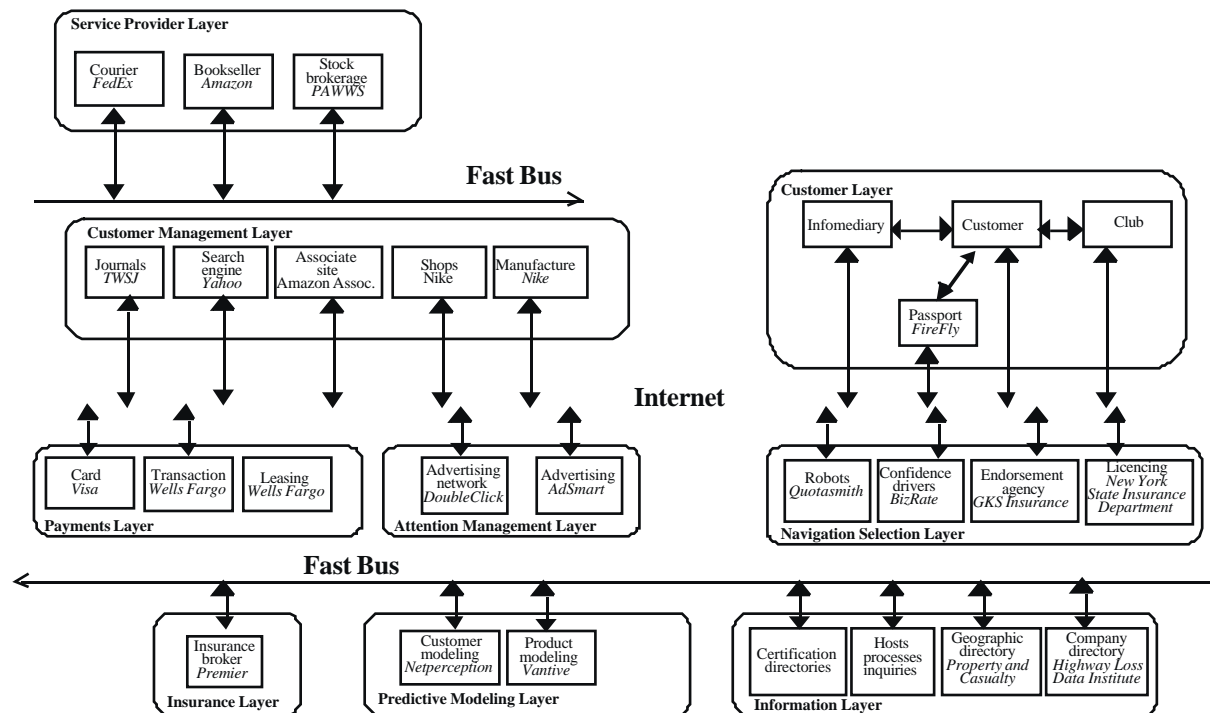 Service Provider Layer
Courier
FedEx
Bookseller
Amazon
Stock
brokerage
PAWWS
Fast Bus
Customer Management Layer
Journals
TWSJ
Search
engine
Yahoo
Associate
site
Amazon Assoc.
Shops
Nike
Manufacture
Nike
Customer Layer
Infomediary
Customer
Club
Passport
FireFly
Internet
Card
Visa
Transaction
Wells Fargo
Leasing
Wells Fargo
Payments Layer
Advertising
network
DoubleClick
Advertising
AdSmart
Attention Management Layer
Robots
Quotasmith
Confidence
drivers
BizRate
Endorsement
agency
GKS Insurance
Licencing
New York
State Insurance
Department
Navigation Selection Layer
Fast Bus
Insurance
broker
Premier
Insurance Layer
Customer
modeling
Netperception
Product
modeling
Vantive
Predictive Modeling Layer
Certification
directories
Hosts
processes
inquiries
Geographic
directory
Property and
Casualty
Company
directory
Highway Loss
Data Institute
Information Layer